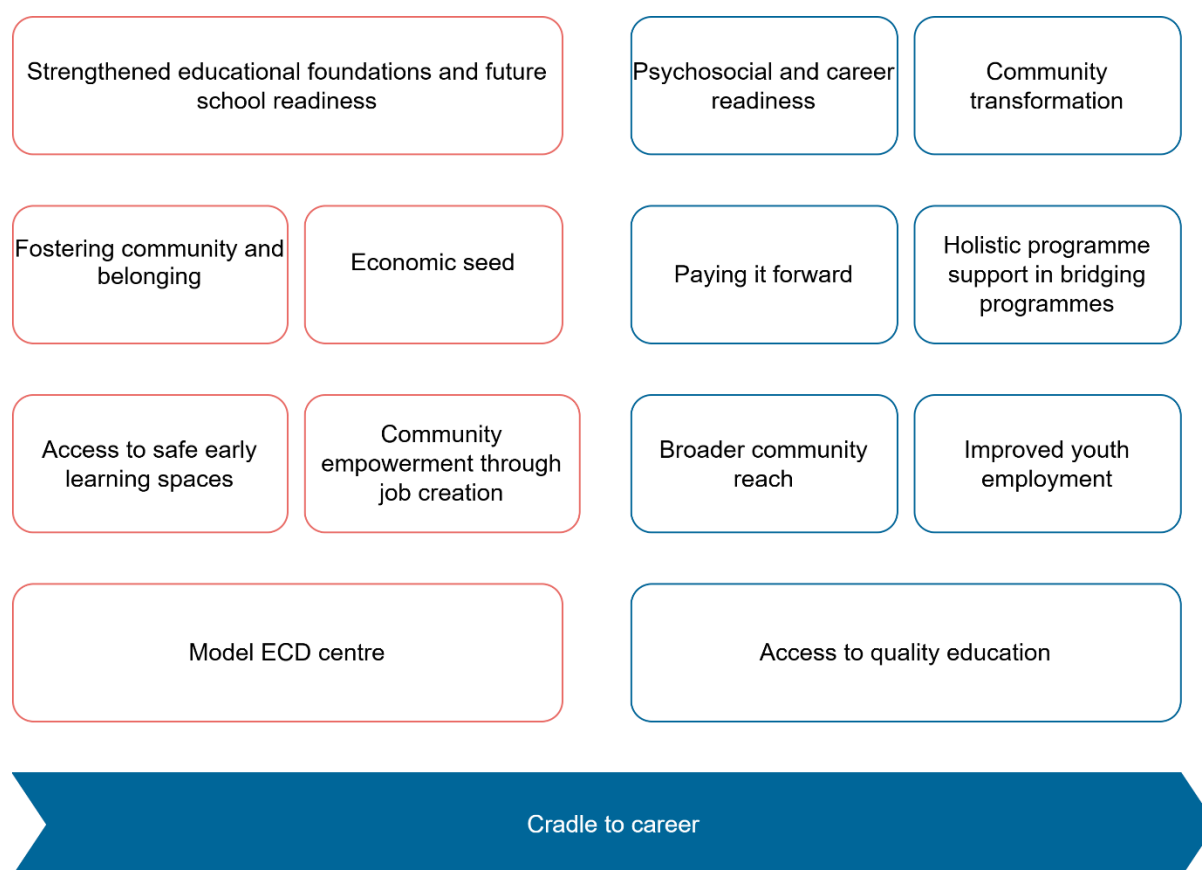 Strengthened educational foundations and future
school readiness
Psychosocial and career
readiness
Community
transformation
Fostering community and
belonging
Economic seed
Paying it forward
Holistic programme
support in bridging
programmes
Access to safe early
learning spaces
Community
empowerment through
job creation
Broader community
reach
Improved youth
employment
Model ECD centre
Access to quality education
Cradle to career